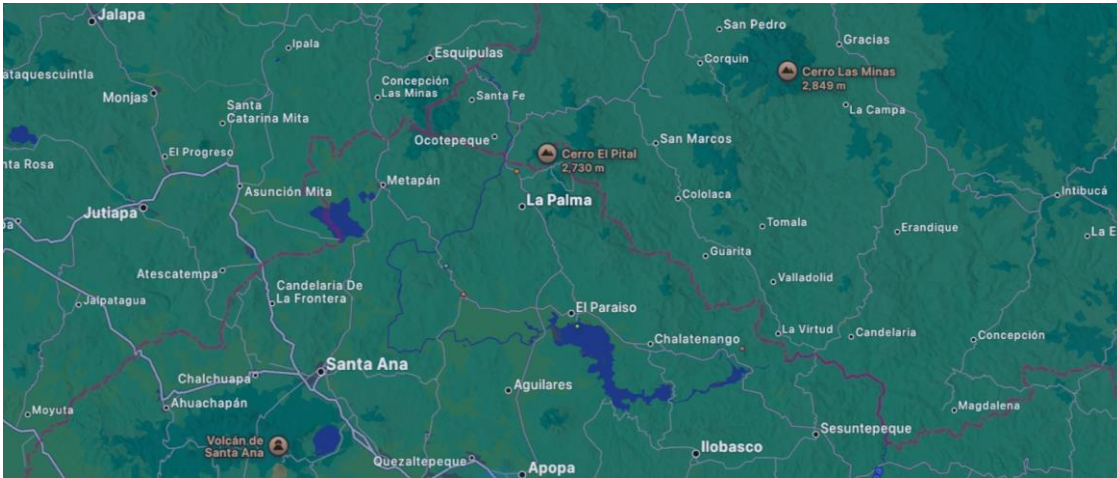 Jalapa
Ipala
San Pedro
Gracias
Esquipulas
Corquin
Cerro Las Minas
2,849 m
ataquescuintla
Concepción
Las Minas
Monjas
Santa Fe
Santa
Catarina Mita
La Campa
Ocotepeque
San Marcos
El Progreso
Cerro El Pital
2,730 m
nta Rosa
Metapán
Asunción Mita
Intibucá
La Palma
Cololaca
Jutiapa
Tomala
Erandique
La E
Guarita
Atescatempa
Valladolid
Candelaria De
La Frontera
Jalpatagua
El Paraiso
La Virtud
Candelaria
Concepción
Chalatenango
Santa Ana
Chalchuapa
Aguilares
Ahuachapán
Magdalena
Moyuta
Sesuntepeque
Volcán de
Santa Ana
Ilobasco
Quezaltepeque
Apopa